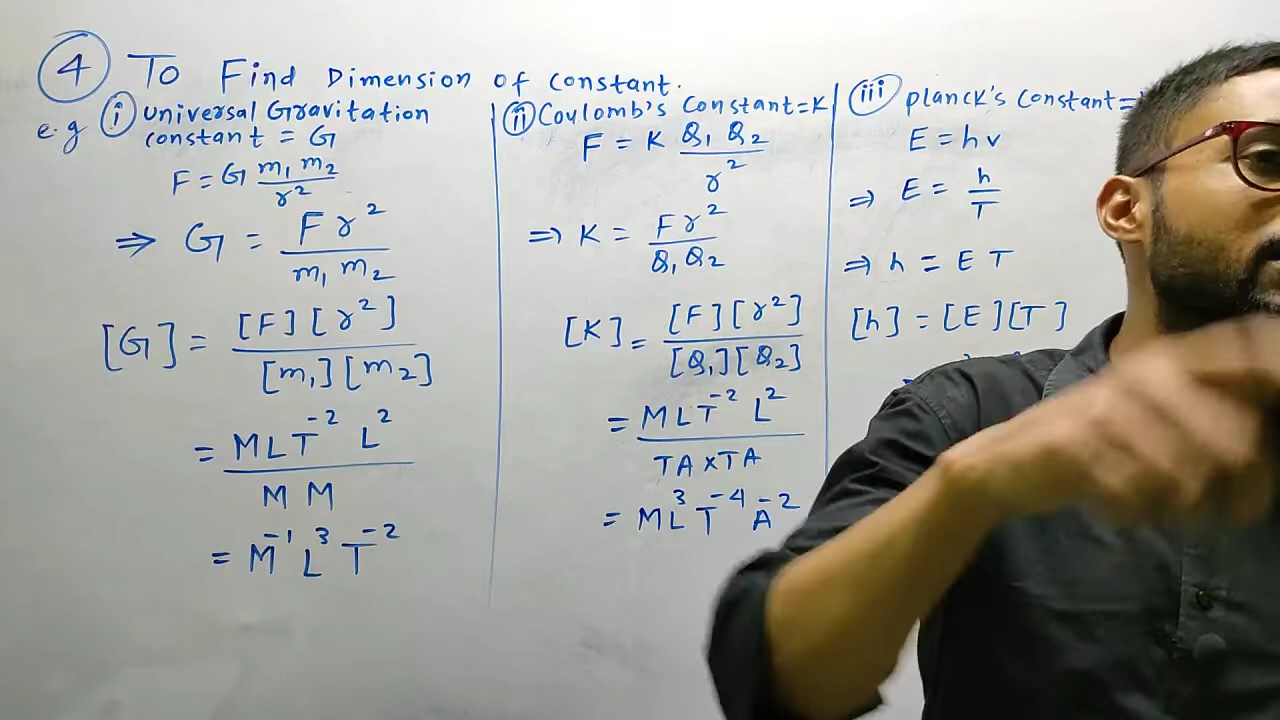 ④ To Find Dimension of constant.
e.g (i) Universal Gravitation
constant = G
F = G m₁ m₂ / r²
⇒ G = F r² / m₁ m₂
[G] = [F][r²] / [m₁][m₂]
= MLT⁻² L² / M M
= M⁻¹ L³ T⁻²
(ii) Coulomb's Constant = K
F = K Q₁ Q₂ / r²
⇒ K = F r² / Q₁ Q₂
[K] = [F][r²] / [Q₁][Q₂]
= MLT⁻² L² / TA × TA
= ML³ T⁻⁴ A⁻²
(iii) planck's Constant =
E = hν
⇒ E = h / T
⇒ h = E T
[h] = [E][T]